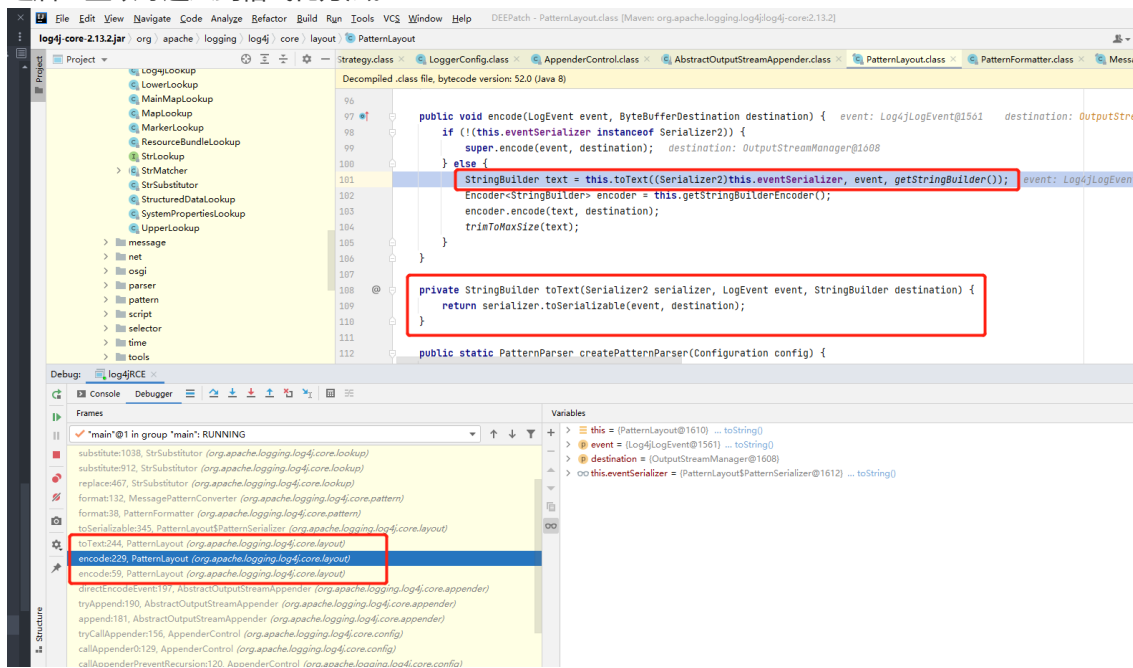 File Edit View Navigate Code Analyze Refactor Build Run Tools VCS Window Help DEEPatch - PatternLayout.class [Maven: org.apache.logging.log4j:log4j-core:2.13.2]
log4j-core-2.13.2.jar org apache logging log4j core layout PatternLayout
Project
Strategy.class LoggerConfig.class AppenderControl.class AbstractOutputStreamAppender.class PatternLayout.class PatternFormatter.class Messa
Log4jLookup
LowerLookup
MainMapLookup
MapLookup
MarkerLookup
ResourceBundleLookup
StrLookup
StrMatcher
StrSubstitutor
StructuredDataLookup
SystemPropertiesLookup
UpperLookup
message
net
osgi
parser
pattern
script
selector
time
tools
Decompiled .class file, bytecode version: 52.0 (Java 8)
96
97 public void encode(LogEvent event, ByteBufferDestination destination) { event: Log4jLogEvent@1561 destination: OutputStre
98 if (!(this.eventSerializer instanceof Serializer2)) {
99 super.encode(event, destination); destination: OutputStreamManager@1608
100 } else {
101 StringBuilder text = this.toText((Serializer2)this.eventSerializer, event, getStringBuilder()); event: Log4jLogEven
102 Encoder<StringBuilder> encoder = this.getStringBuilderEncoder();
103 encoder.encode(text, destination);
104 trimToMaxSize(text);
105 }
106 }
107
108 @ private StringBuilder toText(Serializer2 serializer, LogEvent event, StringBuilder destination) {
109 return serializer.toSerializable(event, destination);
110 }
111
112 public static PatternParser createPatternParser(Configuration config) {
Debug: log4jRCE
Console Debugger
Frames
"main"@1 in group "main": RUNNING
substitute:1038, StrSubstitutor (org.apache.logging.log4j.core.lookup)
substitute:912, StrSubstitutor (org.apache.logging.log4j.core.lookup)
replace:467, StrSubstitutor (org.apache.logging.log4j.core.lookup)
format:132, MessagePatternConverter (org.apache.logging.log4j.core.pattern)
format:38, PatternFormatter (org.apache.logging.log4j.core.pattern)
toSerializable:345, PatternLayout$PatternSerializer (org.apache.logging.log4j.core.layout)
toText:244, PatternLayout (org.apache.logging.log4j.core.layout)
encode:229, PatternLayout (org.apache.logging.log4j.core.layout)
encode:59, PatternLayout (org.apache.logging.log4j.core.layout)
directEncodeEvent:197, AbstractOutputStreamAppender (org.apache.logging.log4j.core.appender)
tryAppend:190, AbstractOutputStreamAppender (org.apache.logging.log4j.core.appender)
append:181, AbstractOutputStreamAppender (org.apache.logging.log4j.core.appender)
tryCallAppender:156, AppenderControl (org.apache.logging.log4j.core.config)
callAppender0:129, AppenderControl (org.apache.logging.log4j.core.config)
callAppenderPreventRecursion:120, AppenderControl (org.apache.logging.log4j.core.config)
Variables
this = {PatternLayout@1610} ... toString()
event = {Log4jLogEvent@1561} ... toString()
destination = {OutputStreamManager@1608}
this.eventSerializer = {PatternLayout$PatternSerializer@1612} ... toString()
Project
Structure